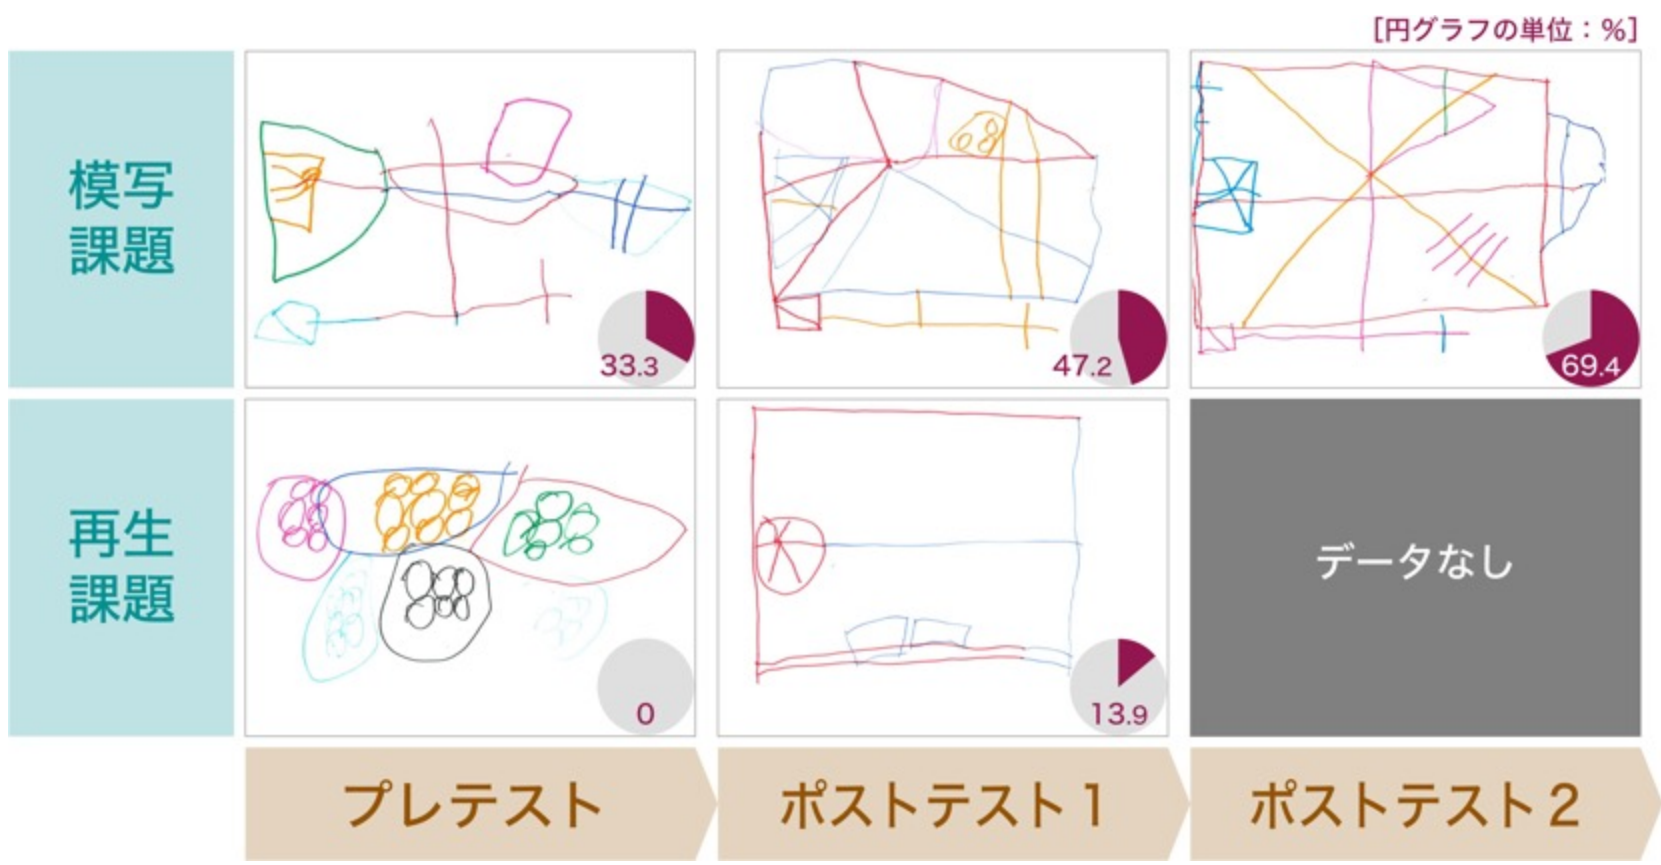 [円グラフの単位：％]
模写
課題
33.3
47.2
69.4
再生
課題
0
13.9
データなし
プレテスト
ポストテスト１
ポストテスト２